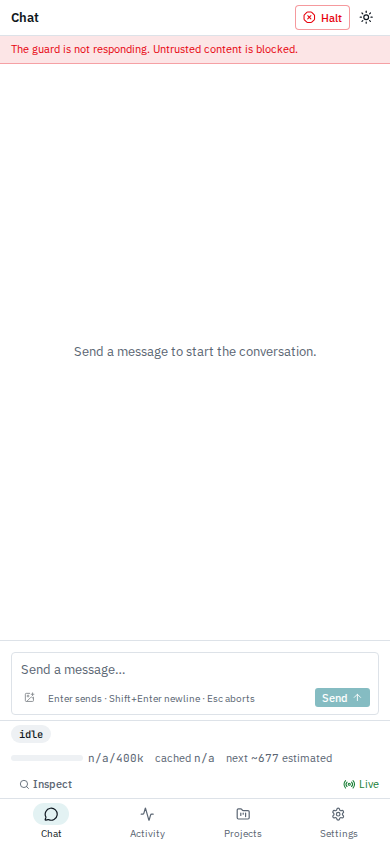 Chat
Halt
The guard is not responding. Untrusted content is blocked.
Send a message to start the conversation.
Send a message...
Enter sends · Shift+Enter newline · Esc aborts
Send
idle
n/a/400k cached n/a next ~677 estimated
Inspect
Live
Chat
Activity
Projects
Settings